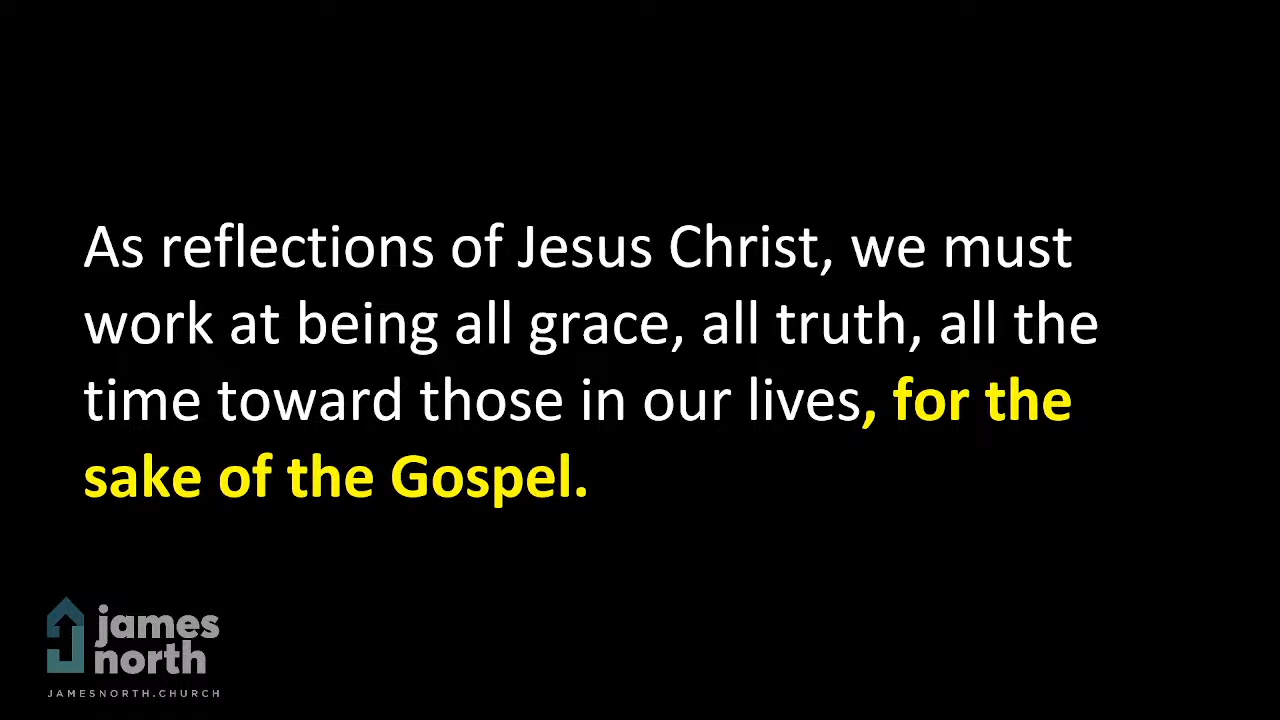 As reflections of Jesus Christ, we must
work at being all grace, all truth, all the
time toward those in our lives, for the
sake of the Gospel.
james
north
JAMESNORTH.CHURCH